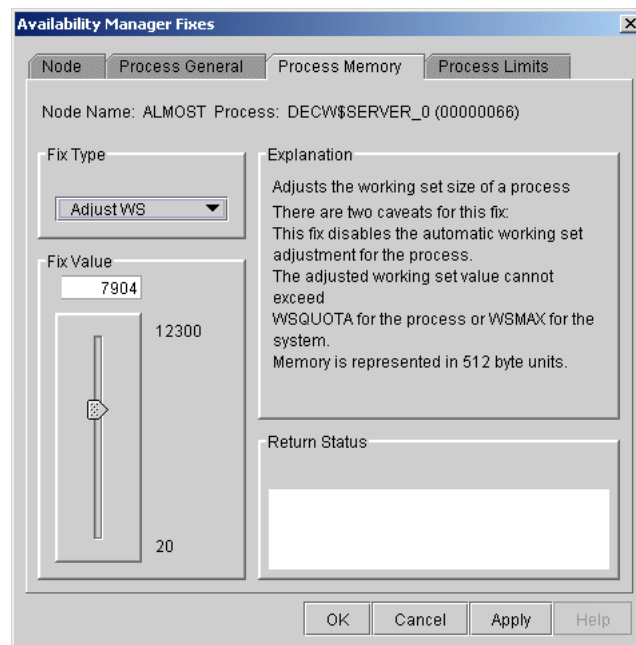 Availability Manager Fixes
Node
Process General
Process Memory
Process Limits
Node Name: ALMOST Process: DECW$SERVER_0 (00000066)
Fix Type
Adjust WS
Fix Value
7904
12300
20
Explanation
Adjusts the working set size of a process
There are two caveats for this fix:
This fix disables the automatic working set
adjustment for the process.
The adjusted working set value cannot
exceed
WSQUOTA for the process or WSMAX for the
system.
Memory is represented in 512 byte units.
Return Status
OK
Cancel
Apply
Help